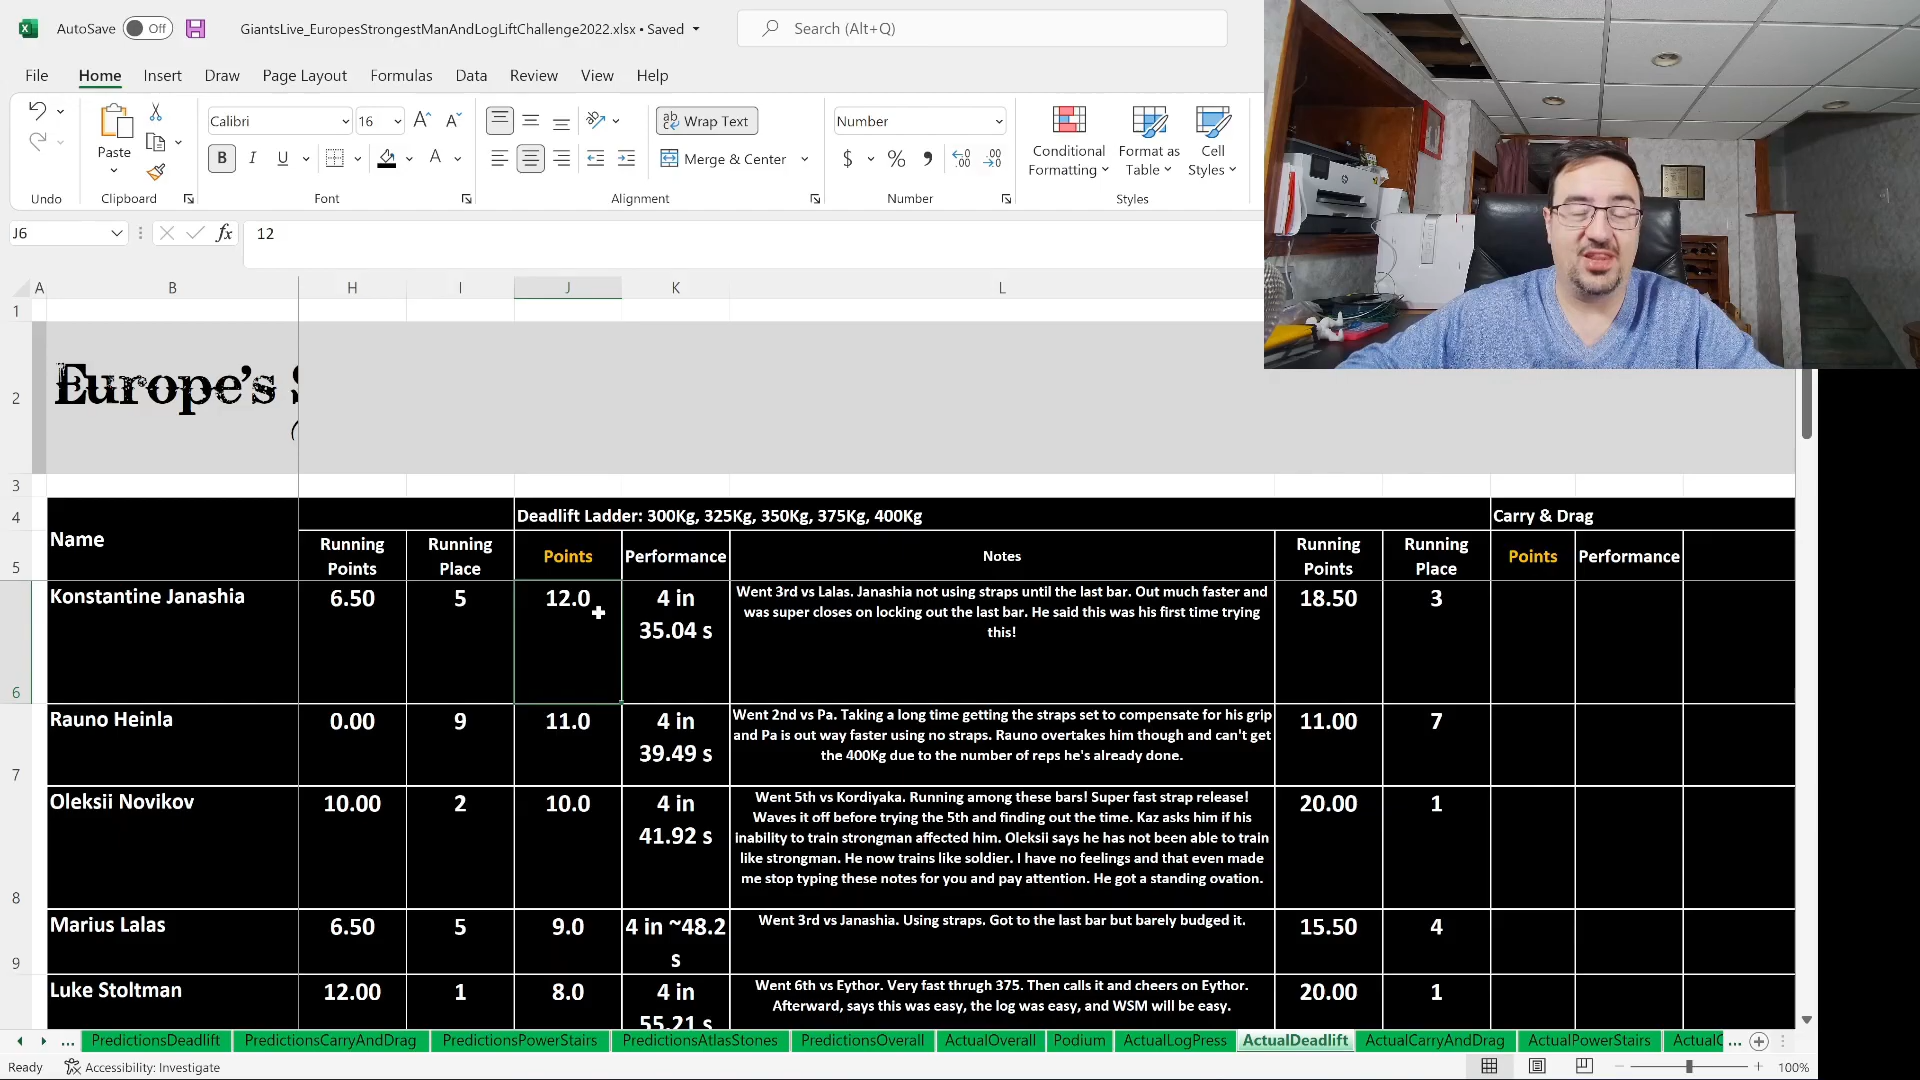 AutoSave Off GiantsLive_EuropesStrongestManAndLogLiftChallenge2022.xlsx • Saved Search (Alt+Q)
File Home Insert Draw Page Layout Formulas Data Review View Help
Calibri 16 Wrap Text Number
Paste B I U A Merge & Center $ % Conditional Formatting Format as Table Cell Styles
Undo Clipboard Font Alignment Number Styles
J6 fx 12
A B H I J K L
1
2 Europe's S
(
3
4 Name Deadlift Ladder: 300Kg, 325Kg, 350Kg, 375Kg, 400Kg Carry & Drag
5 Running Points Running Place Points Performance Notes Running Points Running Place Points Performance
Konstantine Janashia 6.50 5 12.0 4 in 35.04 s Went 3rd vs Lalas. Janashia not using straps until the last bar. Out much faster and
was super closes on locking out the last bar. He said this was his first time trying
this! 18.50 3
6
Rauno Heinla 0.00 9 11.0 4 in 39.49 s Went 2nd vs Pa. Taking a long time getting the straps set to compensate for his grip
and Pa is out way faster using no straps. Rauno overtakes him though and can't get
the 400Kg due to the number of reps he's already done. 11.00 7
7
Oleksii Novikov 10.00 2 10.0 4 in 41.92 s Went 5th vs Kordiyaka. Running among these bars! Super fast strap release!
Waves it off before trying the 5th and finding out the time. Kaz asks him if his
inability to train strongman affected him. Oleksii says he has not been able to train
like strongman. He now trains like soldier. I have no feelings and that even made
me stop typing these notes for you and pay attention. He got a standing ovation. 20.00 1
8
Marius Lalas 6.50 5 9.0 4 in ~48.2 s Went 3rd vs Janashia. Using straps. Got to the last bar but barely budged it. 15.50 4
9
Luke Stoltman 12.00 1 8.0 4 in 55.21 s Went 6th vs Eythor. Very fast thrugh 375. Then calls it and cheers on Eythor.
Afterward, says this was easy, the log was easy, and WSM will be easy. 20.00 1
... PredictionsDeadlift PredictionsCarryAndDrag PredictionsPowerStairs PredictionsAtlasStones PredictionsOverall ActualOverall Podium ActualLogPress ActualDeadlift ActualCarryAndDrag ActualPowerStairs ActualC ...
Ready Accessibility: Investigate 100%